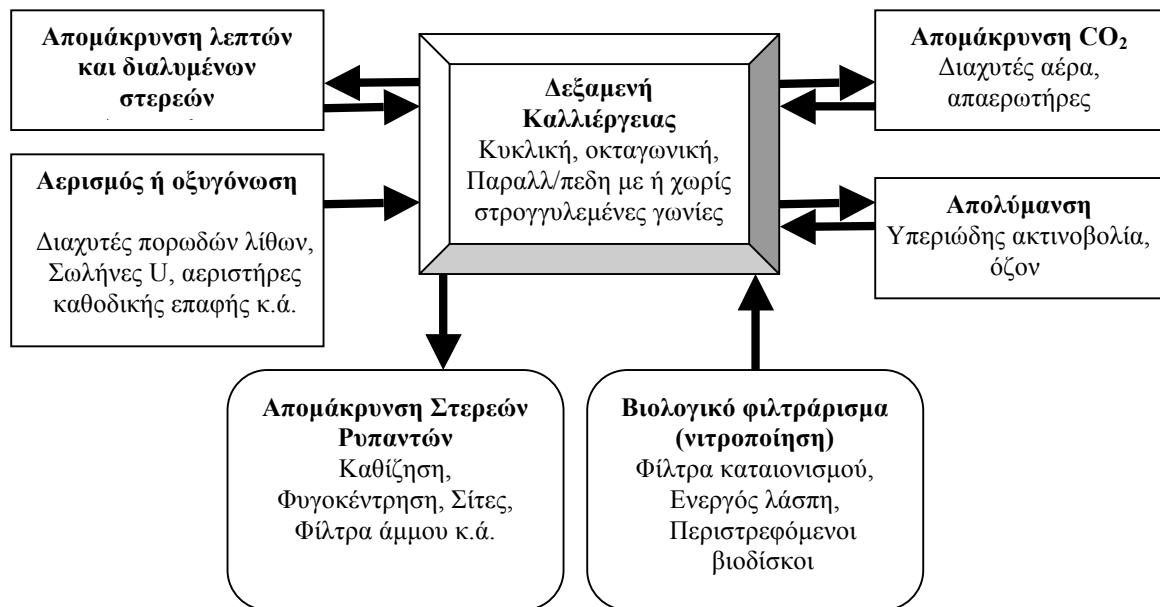 Απομάκρυνση λεπτών
και διαλυμένων
στερεών
Δεξαμενή
Καλλιέργειας
Κυκλική, οκταγωνική,
Παραλλ/πεδη με ή χωρίς
στρογγυλεμένες γωνίες
Απομάκρυνση CO₂
Διαχυτές αέρα,
απαερωτήρες
Αερισμός ή οξυγόνωση
Διαχυτές πορωδών λίθων,
Σωλήνες U, αεριστήρες
καθοδικής επαφής κ.ά.
Απολύμανση
Υπεριώδης ακτινοβολία,
όζον
Απομάκρυνση Στερεών
Ρυπαντών
Καθίζηση,
Φυγοκέντρηση, Σίτες,
Φίλτρα άμμου κ.ά.
Βιολογικό φιλτράρισμα
(νιτροποίηση)
Φίλτρα καταιονισμού,
Ενεργός λάσπη,
Περιστρεφόμενοι
βιοδίσκοι